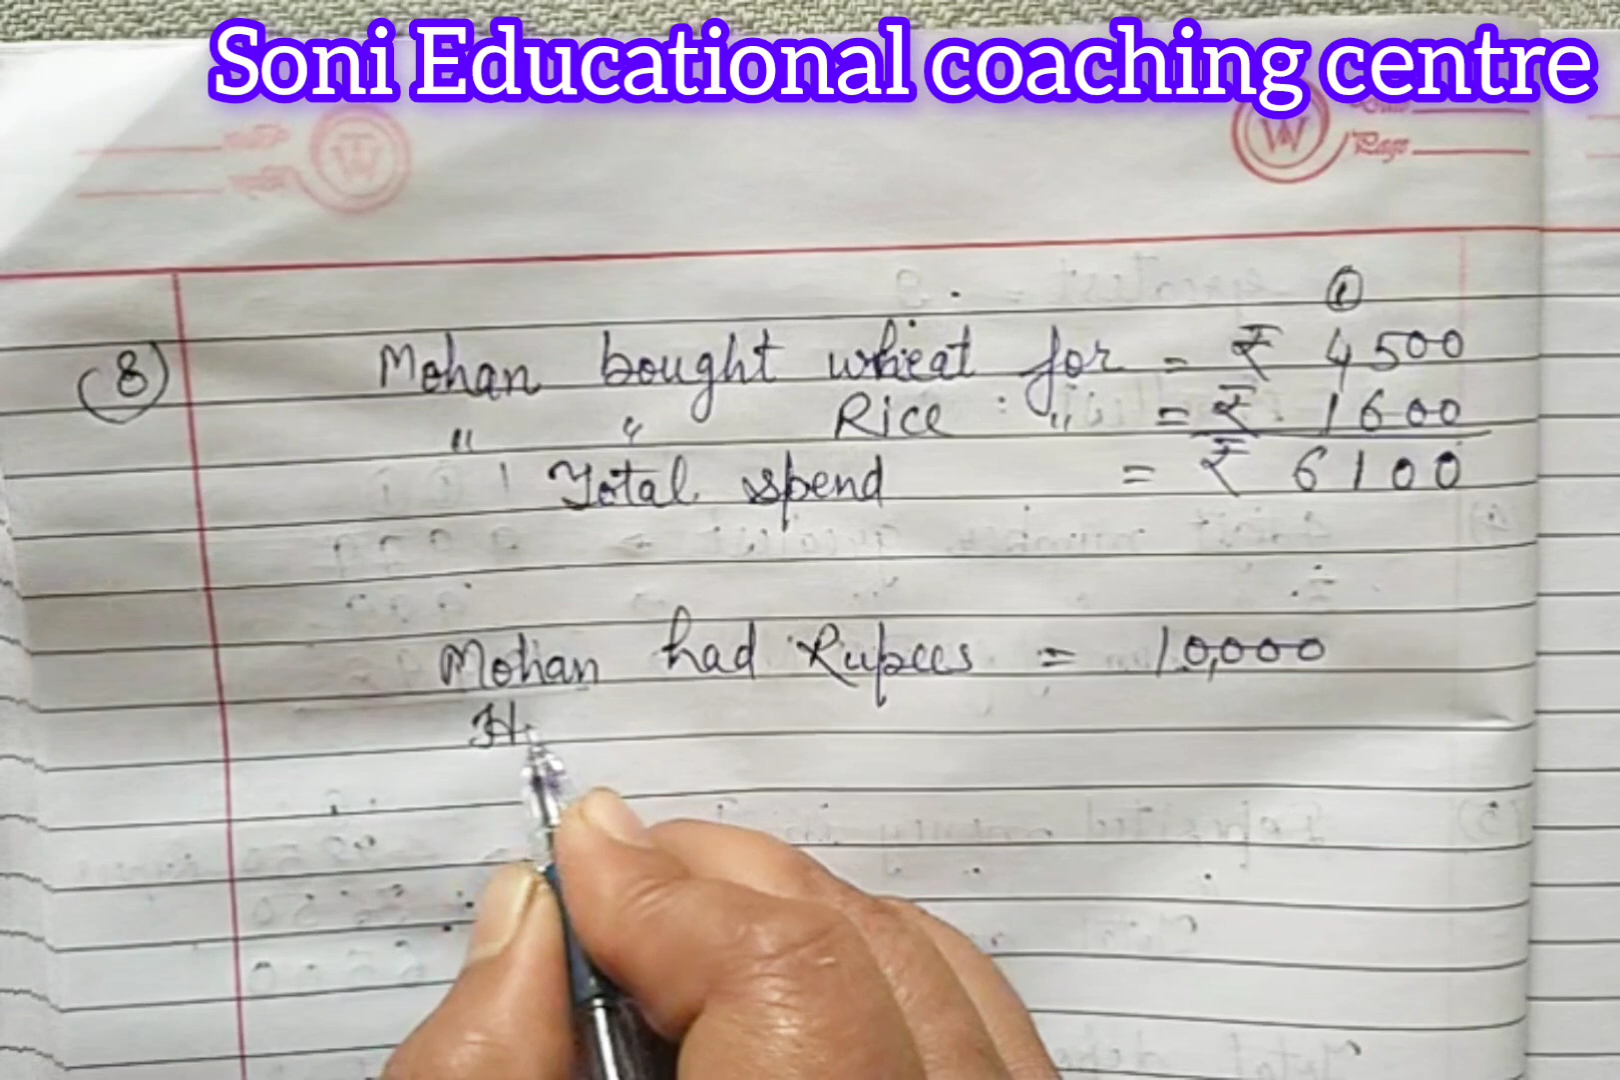 Soni Educational coaching centre
W
W
Page
1
8 Mohan bought wheat for = ₹ 4500
" " Rice " = ₹ 1600
Total spend = ₹ 6100
Mohan had Rupees = 10,000
H